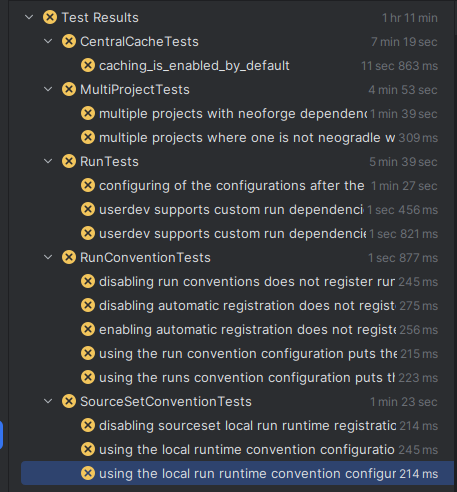 Test Results 1 hr 11 min
CentralCacheTests 7 min 19 sec
caching_is_enabled_by_default 11 sec 863 ms
MultiProjectTests 4 min 53 sec
multiple projects with neoforge dependenc 1 min 39 sec
multiple projects where one is not neogradle w 309 ms
RunTests 5 min 39 sec
configuring of the configurations after the 1 min 27 sec
userdev supports custom run dependenci 1 sec 456 ms
userdev supports custom run dependencie 1 sec 821 ms
RunConventionTests 1 sec 877 ms
disabling run conventions does not register run 245 ms
disabling automatic registration does not regist 275 ms
enabling automatic registration does not registe 256 ms
using the run convention configuration puts the 215 ms
using the runs convention configuration puts th 223 ms
SourceSetConventionTests 1 min 23 sec
disabling sourceset local run runtime registratic 214 ms
using the local runtime convention configuratio 245 ms
using the local run runtime convention configur 214 ms